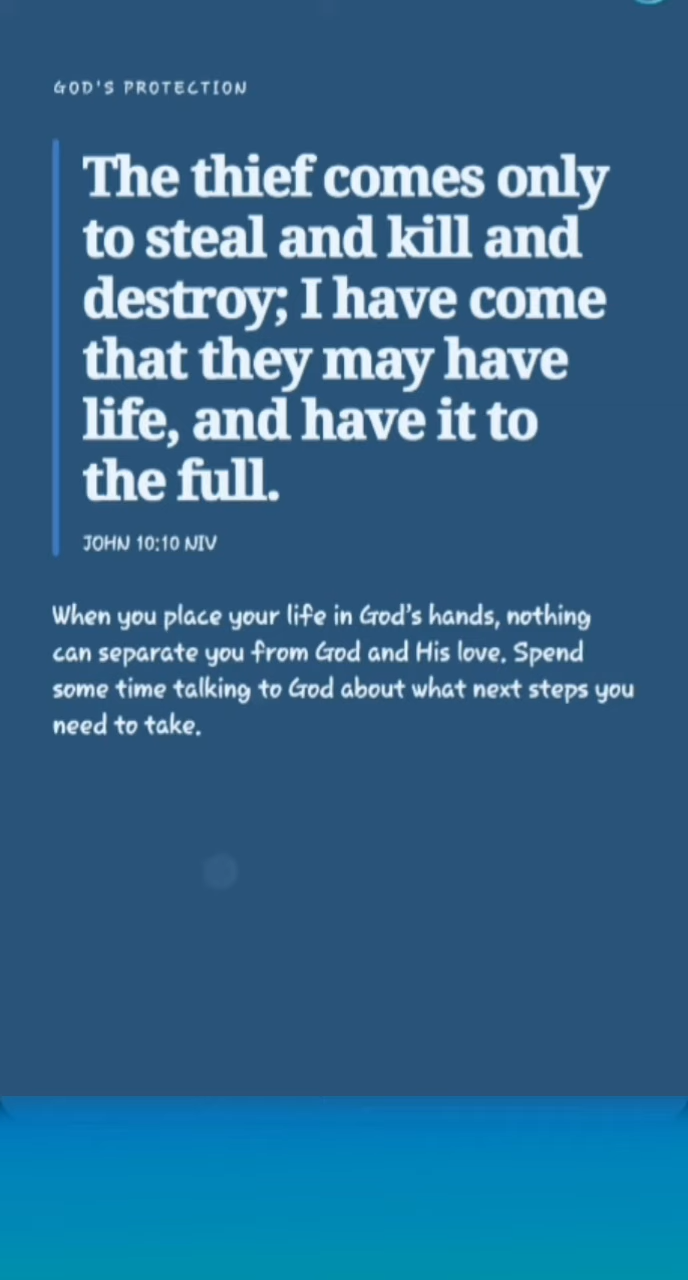 GOD'S PROTECTION
The thief comes only
to steal and kill and
destroy; I have come
that they may have
life, and have it to
the full.
JOHN 10:10 NIV
When you place your life in God's hands, nothing
can separate you from God and His love. Spend
some time talking to God about what next steps you
need to take.